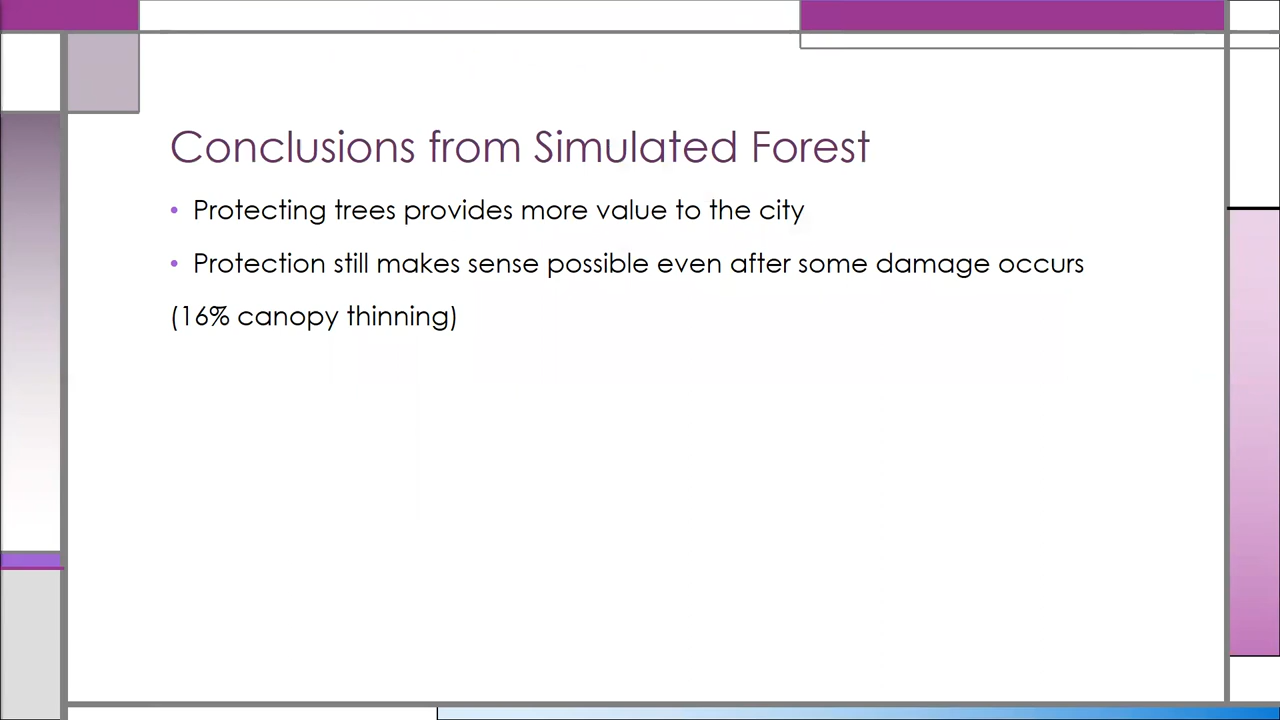 Conclusions from Simulated Forest
• Protecting trees provides more value to the city
• Protection still makes sense possible even after some damage occurs
(16% canopy thinning)